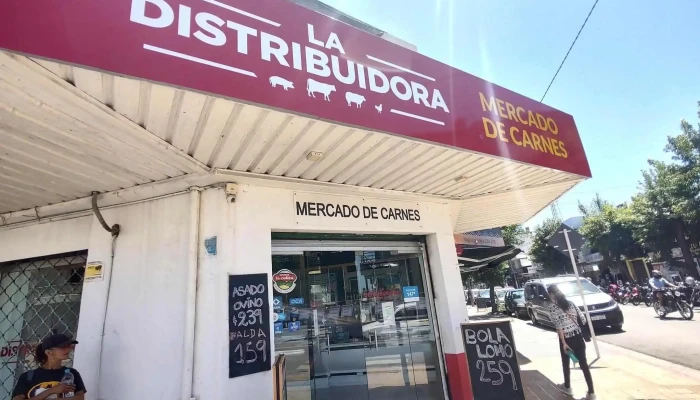 LA
DISTRIBUIDORA
MERCADO
DE CARNES
MERCADO DE CARNES
ASADO
OVINO
$239
FALDA
159
BOLA
LOMO
259